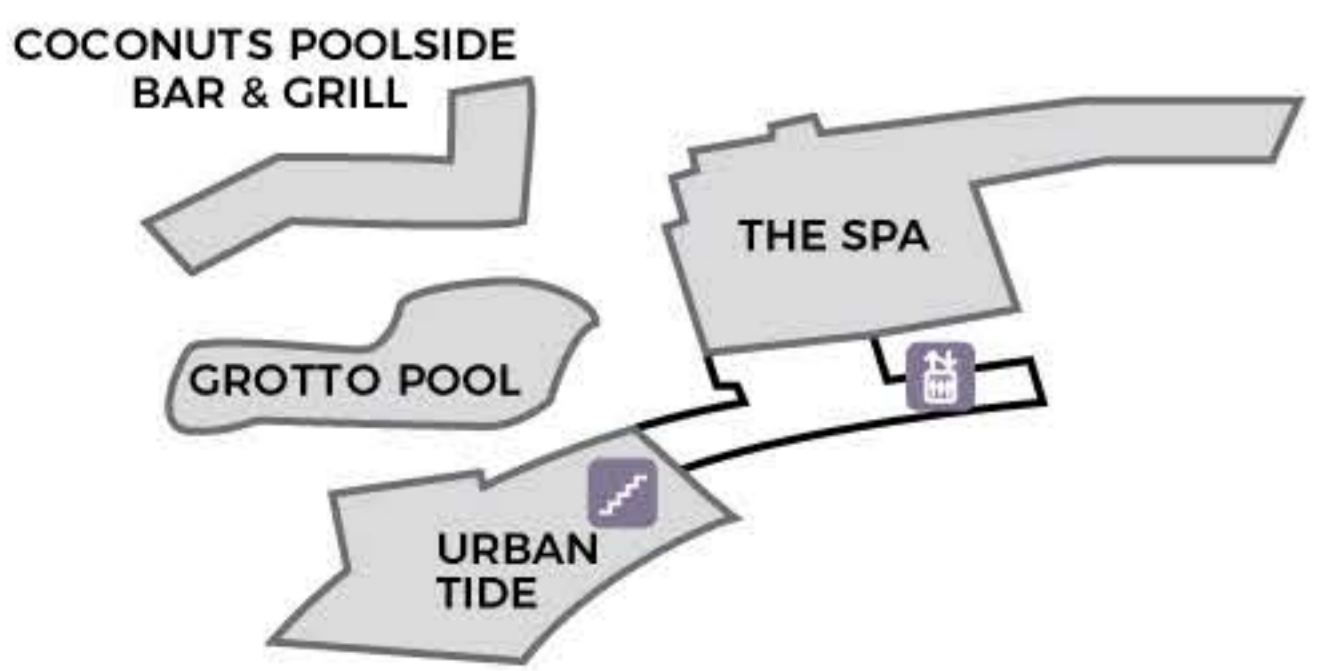 COCONUTS POOLSIDE
BAR & GRILL
THE SPA
GROTTO POOL
URBAN
TIDE